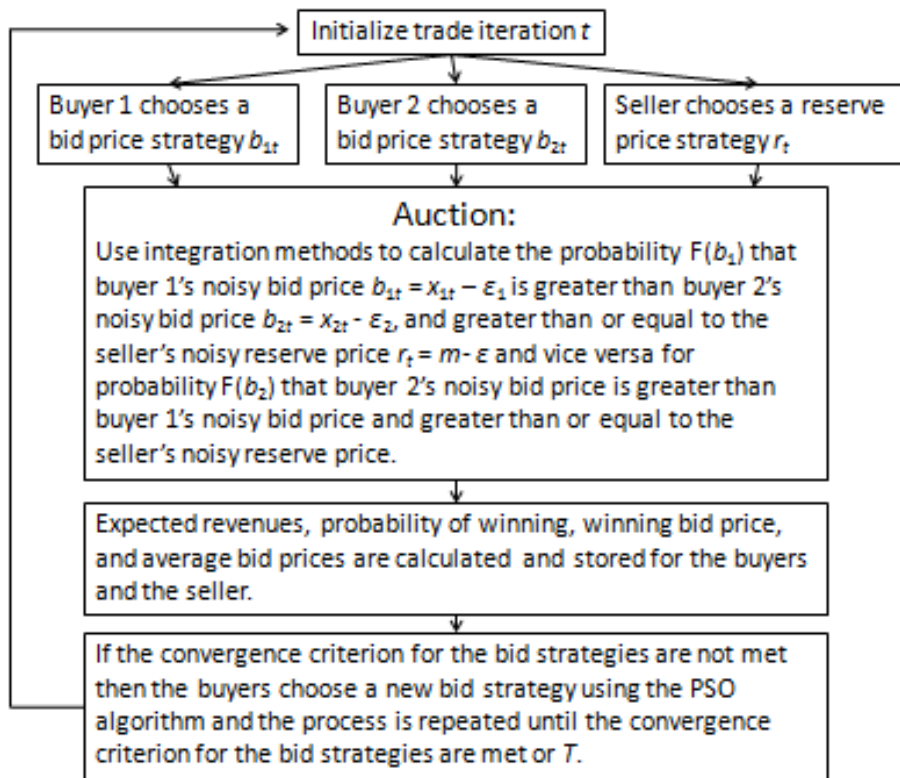 Initialize trade iteration t
Buyer 1 chooses a
bid price strategy b₁ₜ
Buyer 2 chooses a
bid price strategy b₂ₜ
Seller chooses a reserve
price strategy rₜ
Auction:
Use integration methods to calculate the probability F(b₁) that
buyer 1's noisy bid price b₁ₜ = x₁ₜ – ε₁ is greater than buyer 2's
noisy bid price b₂ₜ = x₂ₜ - ε₂, and greater than or equal to the
seller's noisy reserve price rₜ = m- ε and vice versa for
probability F(b₂) that buyer 2's noisy bid price is greater than
buyer 1's noisy bid price and greater than or equal to the
seller's noisy reserve price.
Expected revenues, probability of winning, winning bid price,
and average bid prices are calculated and stored for the buyers
and the seller.
If the convergence criterion for the bid strategies are not met
then the buyers choose a new bid strategy using the PSO
algorithm and the process is repeated until the convergence
criterion for the bid strategies are met or T.